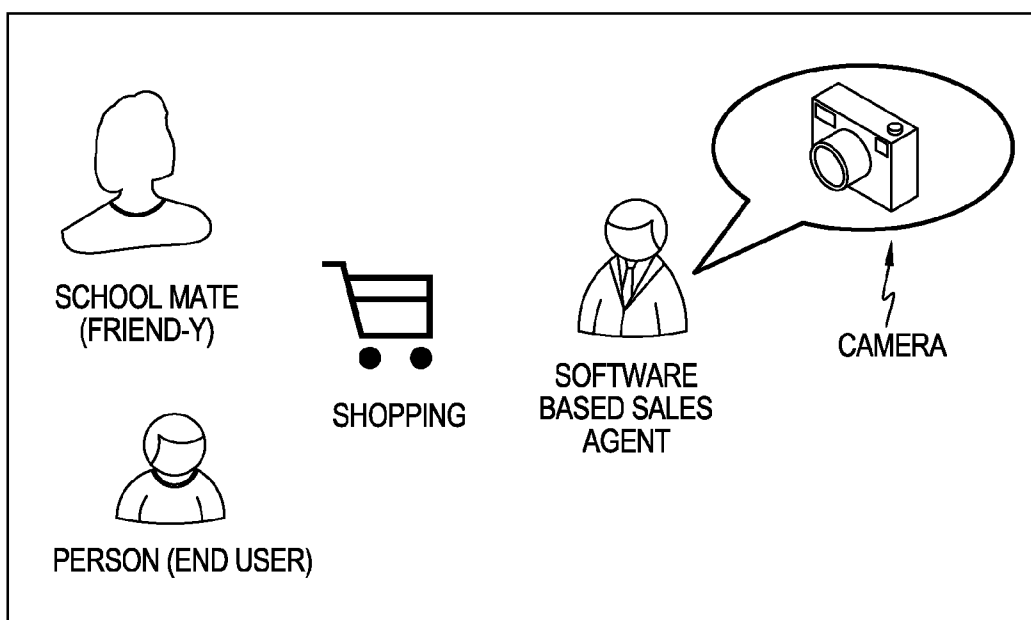 SCHOOL MATE
(FRIEND-Y)
SHOPPING
SOFTWARE
BASED SALES
AGENT
CAMERA
PERSON (END USER)